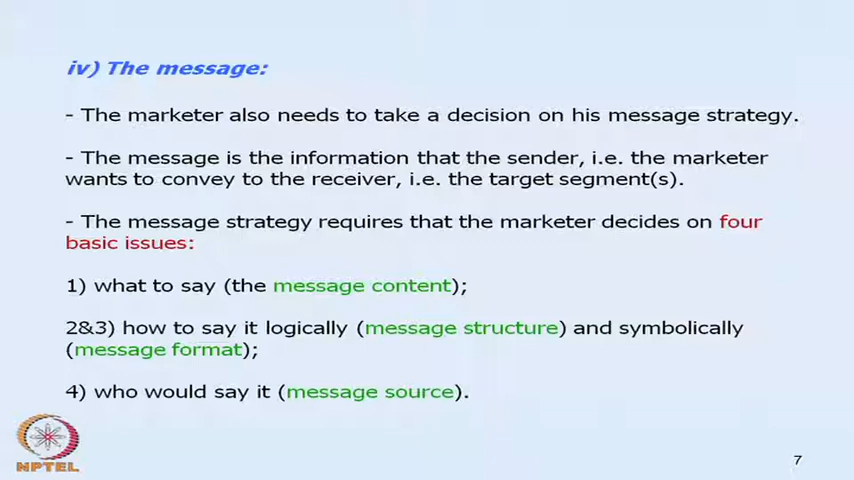 iv) The message:
- The marketer also needs to take a decision on his message strategy.
- The message is the information that the sender, i.e. the marketer
wants to convey to the receiver, i.e. the target segment(s).
- The message strategy requires that the marketer decides on four
basic issues:
1) what to say (the message content);
2&3) how to say it logically (message structure) and symbolically
(message format);
4) who would say it (message source).
NPTEL
7